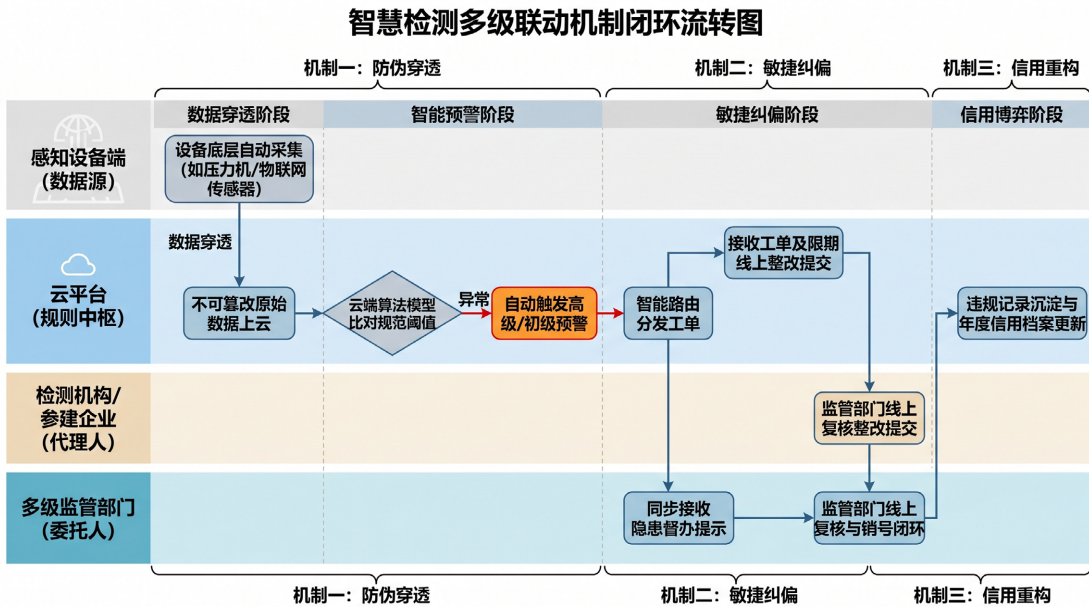 智慧检测多级联动机制闭环流转图
机制一：防伪穿透
机制二：敏捷纠偏
机制三：信用重构
数据穿透阶段
智能预警阶段
敏捷纠偏阶段
信用博弈阶段
感知设备端
（数据源）
设备底层自动采集
（如压力机/物联网
传感器）
数据穿透
云平台
（规则中枢）
不可篡改原始
数据上云
云端算法模型
比对规范阈值
异常
自动触发高
级/初级预警
智能路由
分发工单
接收工单及限期
线上整改提交
违规记录沉淀与
年度信用档案更新
检测机构/
参建企业
（代理人）
监管部门线上
复核整改提交
多级监管部门
（委托人）
同步接收
隐患督办提示
监管部门线上
复核与销号闭环
机制一：防伪穿透
机制二：敏捷纠偏
机制三：信用重构